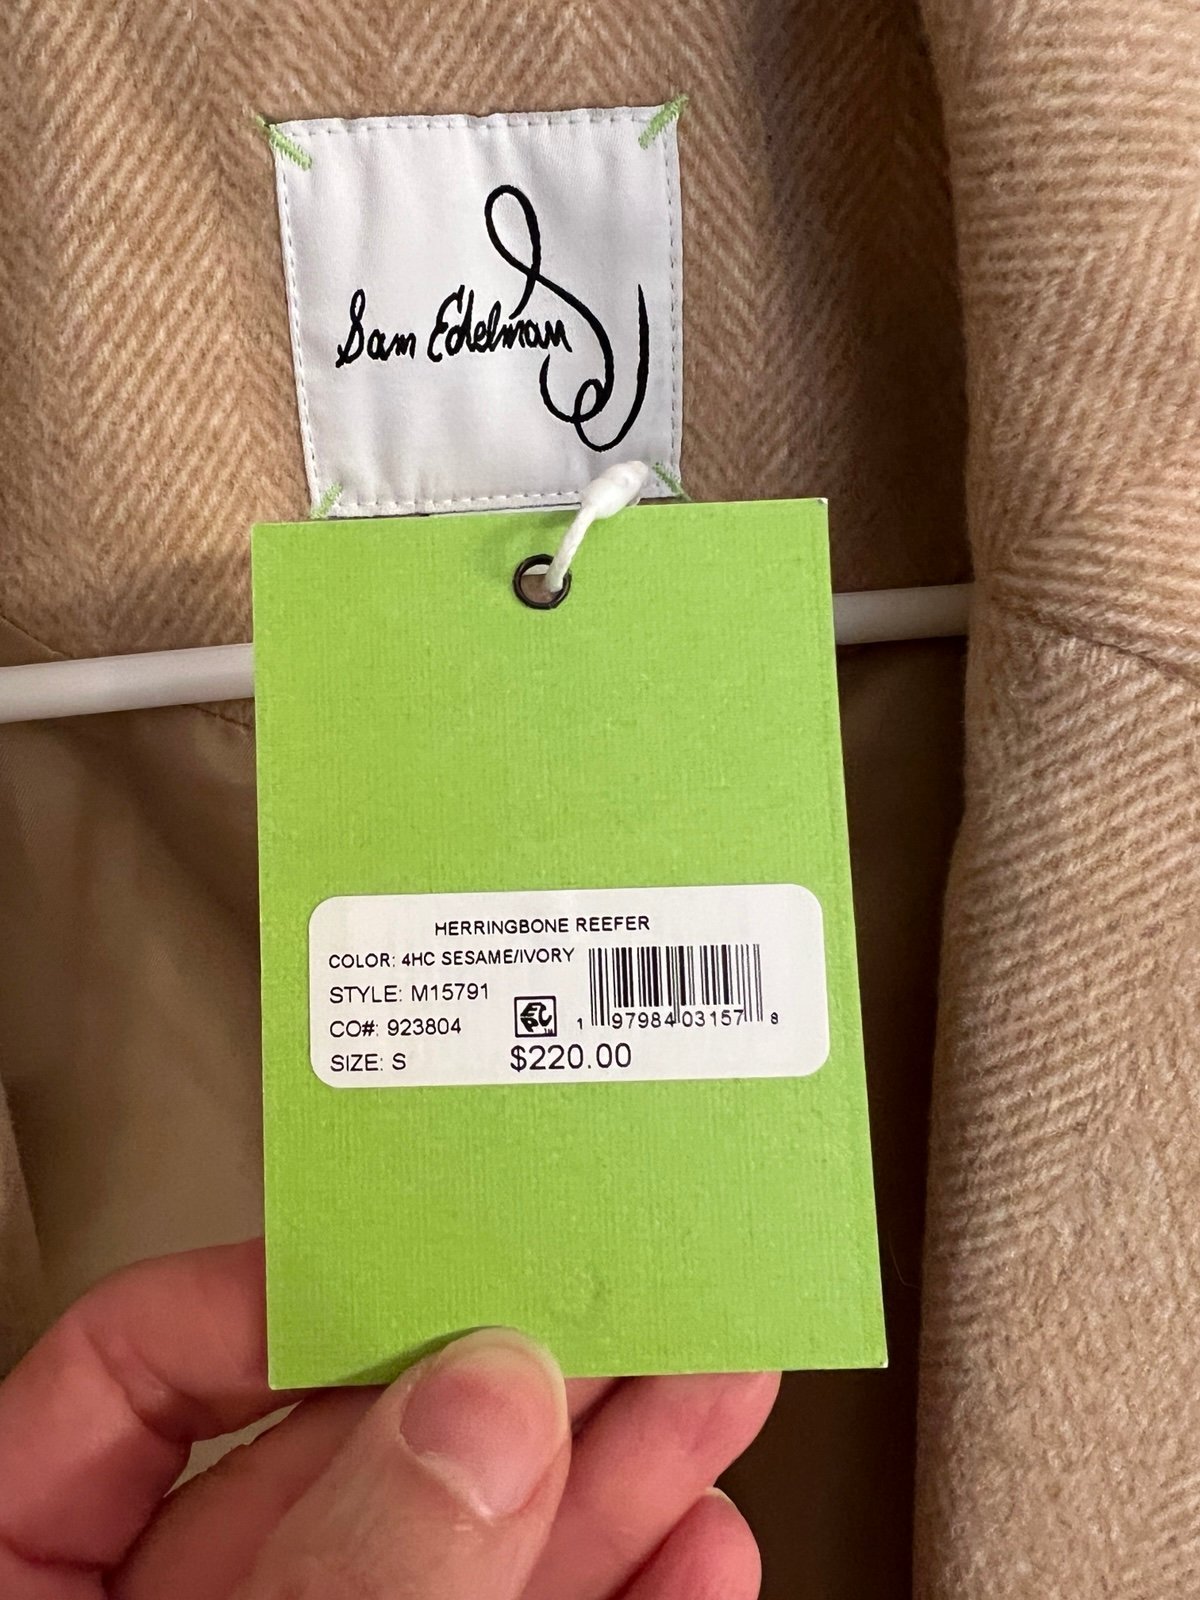 Sam Edelman
HERRINGBONE REEFER
COLOR: 4HC SESAME/IVORY
STYLE: M15791
CO#: 923804
SIZE: S
1 97984 03157 8
$220.00